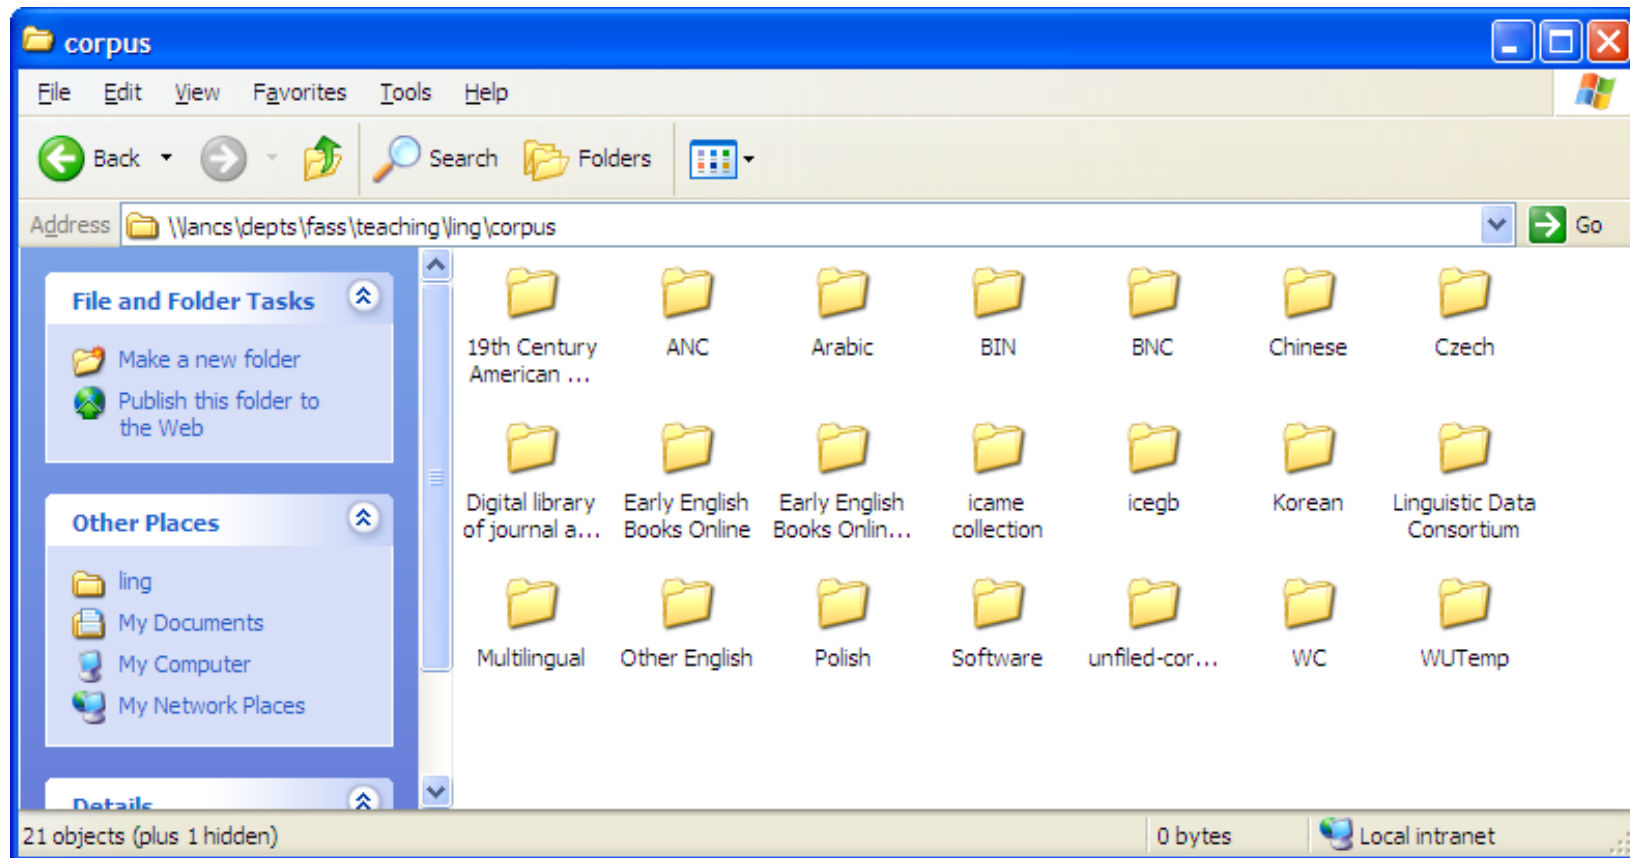 corpus
File Edit View Favorites Tools Help
Back Search Folders
Address \\lancs\depts\fass\teaching\ling\corpus Go
File and Folder Tasks
Make a new folder
Publish this folder to
the Web
Other Places
ling
My Documents
My Computer
My Network Places
Details
19th Century
American ...
ANC
Arabic
BIN
BNC
Chinese
Czech
Digital library
of journal a...
Early English
Books Online
Early English
Books Onlin...
icame
collection
icegb
Korean
Linguistic Data
Consortium
Multilingual
Other English
Polish
Software
unfiled-cor...
WC
WUTemp
21 objects (plus 1 hidden) 0 bytes Local intranet